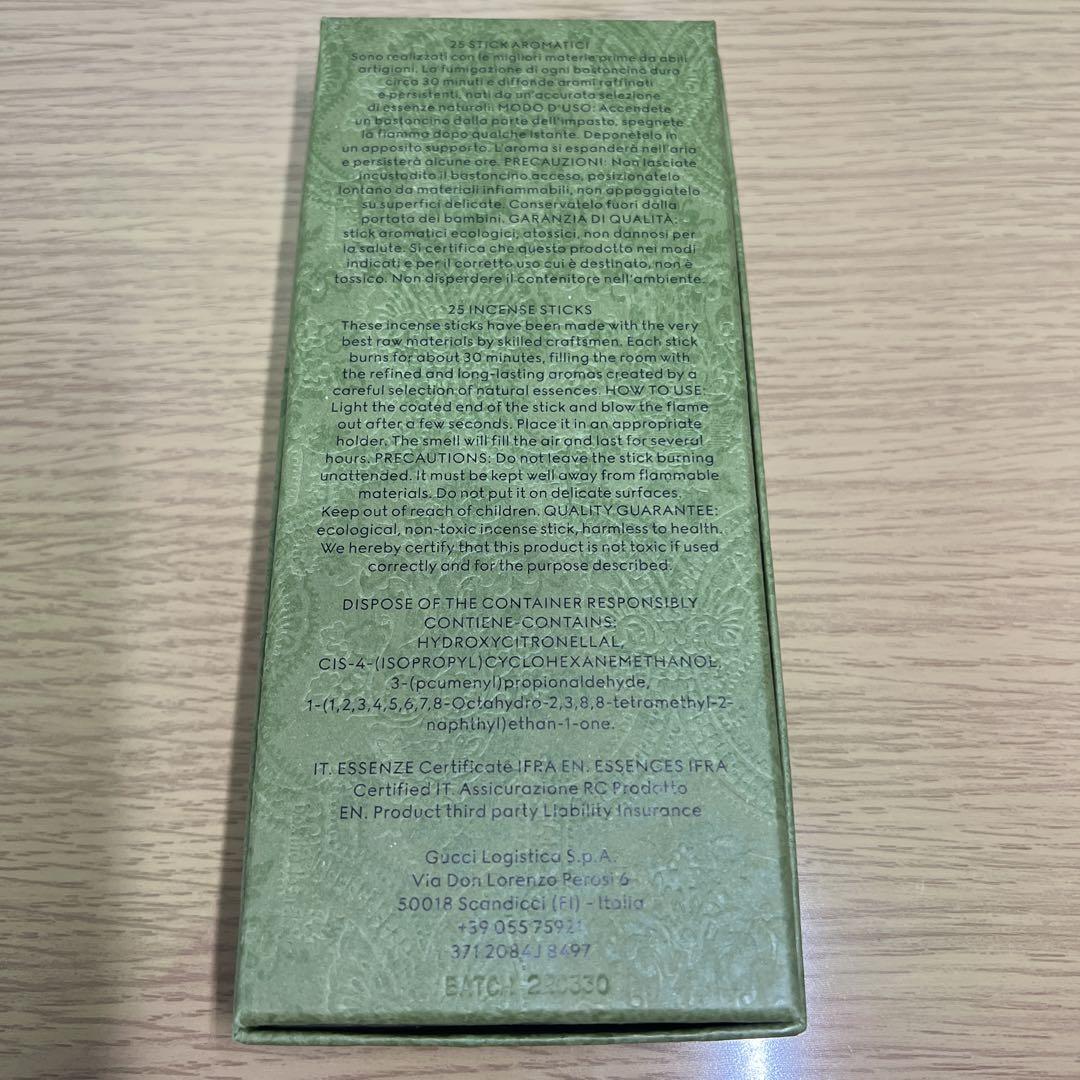 25 STICK AROMATICI
Sono realizzati con le migliori materie prime da abili
artigiani. La fumigazione di ogni bastoncino dura
circa 30 minuti e diffonde aromi raffinati
e persistenti, nati da un'accurata selezione
di essenze naturali. MODO D'USO: Accendete
un bastoncino dalla parte dell'impasto, spegnete
la fiamma dopo qualche istante. Deponetelo in
un apposito supporto. L'aroma si espanderà nell'aria
e persisterà alcune ore. PRECAUZIONI: Non lasciate
incustodito il bastoncino acceso, posizionatelo
lontano da materiali infiammabili, non appoggiatelo
su superfici delicate. Conservatelo fuori dalla
portata dei bambini. GARANZIA DI QUALITÀ:
stick aromatici ecologici, atossici, non dannosi per
la salute. Si certifica che questo prodotto nei modi
indicati e per il corretto uso cui è destinato, non è
tossico. Non disperdere il contenitore nell'ambiente.
25 INCENSE STICKS
These incense sticks have been made with the very
best raw materials by skilled craftsmen. Each stick
burns for about 30 minutes, filling the room with
the refined and long-lasting aromas created by a
careful selection of natural essences. HOW TO USE:
Light the coated end of the stick and blow the flame
out after a few seconds. Place it in an appropriate
holder. The smell will fill the air and last for several
hours. PRECAUTIONS: Do not leave the stick burning
unattended. It must be kept well away from flammable
materials. Do not put it on delicate surfaces.
Keep out of reach of children. QUALITY GUARANTEE:
ecological, non-toxic incense stick, harmless to health.
We hereby certify that this product is not toxic if used
correctly and for the purpose described.
DISPOSE OF THE CONTAINER RESPONSIBLY
CONTIENE-CONTAINS:
HYDROXYCITRONELLAL,
CIS-4-(ISOPROPYL)CYCLOHEXANEMETHANOL,
3-(pcumenyl)propionaldehyde,
1-(1,2,3,4,5,6,7,8-Octahydro-2,3,8,8-tetramethyl-2-
naphthyl)ethan-1-one.
IT. ESSENZE Certificate IFRA EN. ESSENCES IFRA
Certified IT. Assicurazione RC Prodotto
EN. Product third party Liability Insurance
Gucci Logistica S.p.A.
Via Don Lorenzo Perosi 6
50018 Scandicci (FI) - Italia
+39 055 75921
371 2084J 8497
BATCH